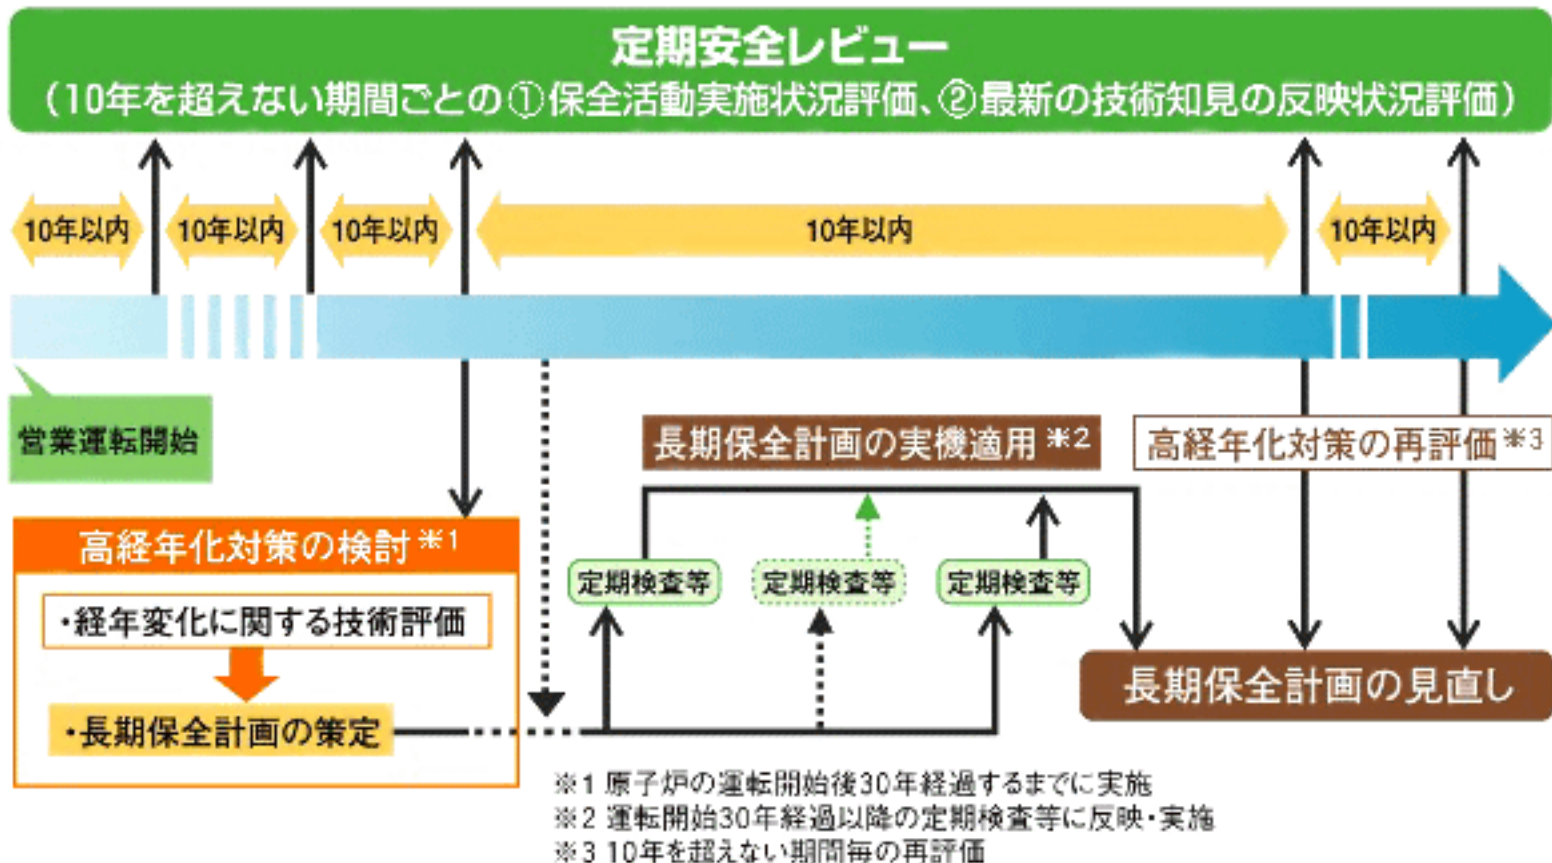 定期安全レビュー
(10年を超えない期間ごとの①保全活動実施状況評価、②最新の技術知見の反映状況評価)
10年以内
10年以内
10年以内
10年以内
10年以内
営業運転開始
長期保全計画の実機適用※2
高経年化対策の再評価※3
高経年化対策の検討※1
定期検査等
定期検査等
定期検査等
・経年変化に関する技術評価
長期保全計画の見直し
・長期保全計画の策定
※1 原子炉の運転開始後30年経過するまでに実施
※2 運転開始30年経過以降の定期検査等に反映・実施
※3 10年を超えない期間毎の再評価